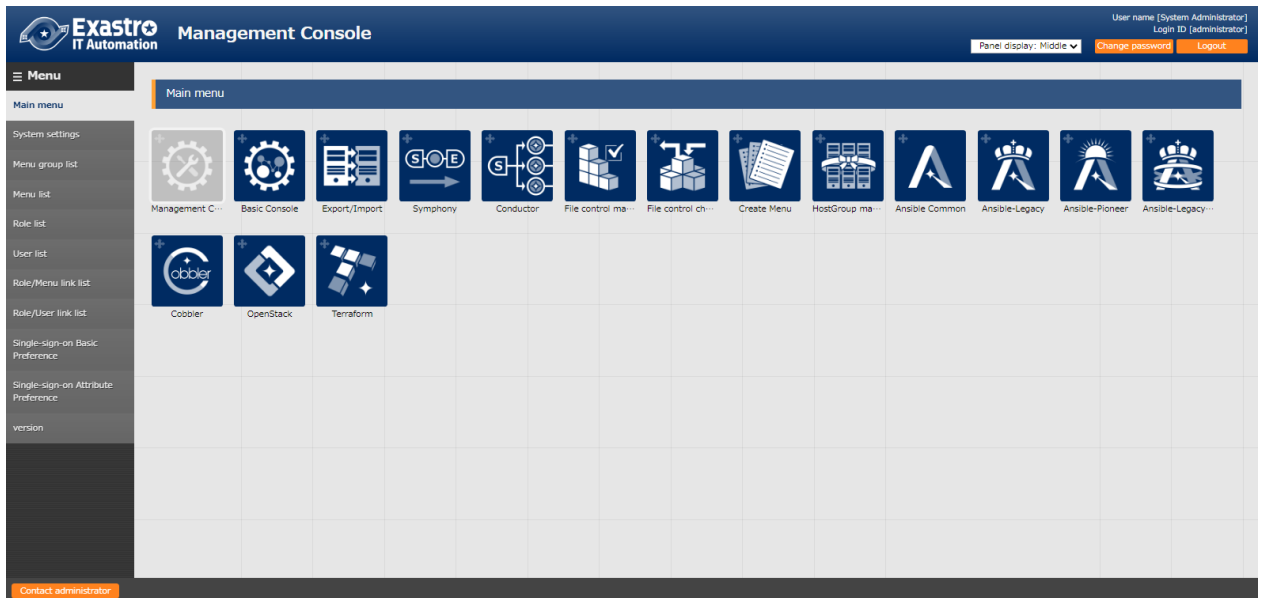 Exastro
IT Automation
Management Console
User name [System Administrator]
Login ID [administrator]
Panel display: Middle
Change password
Logout
Menu
Main menu
System settings
Menu group list
Menu list
Role list
User list
Role/Menu link list
Role/User link list
Single-sign-on Basic
Preference
Single-sign-on Attribute
Preference
version
Main menu
S O E
S
Management C···
Basic Console
Export/Import
Symphony
Conductor
File control ma···
File control ch···
Create Menu
HostGroup ma···
Ansible Common
Ansible-Legacy
Ansible-Pioneer
Ansible-Legacy···
Cobbler
Cobbler
OpenStack
Terraform
Contact administrator